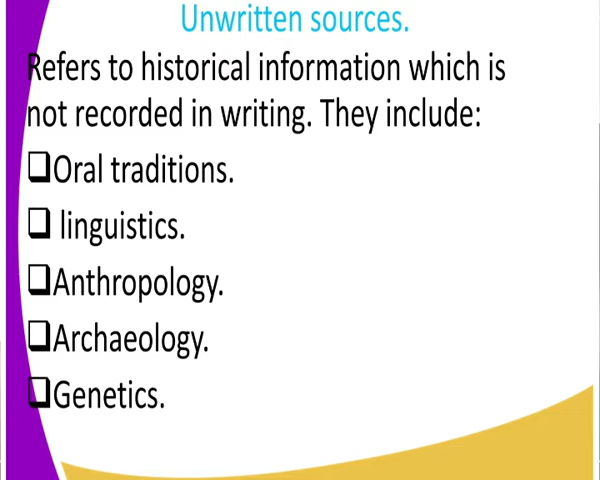 Unwritten sources.
Refers to historical information which is
not recorded in writing. They include:
Oral traditions.
linguistics.
Anthropology.
Archaeology.
Genetics.